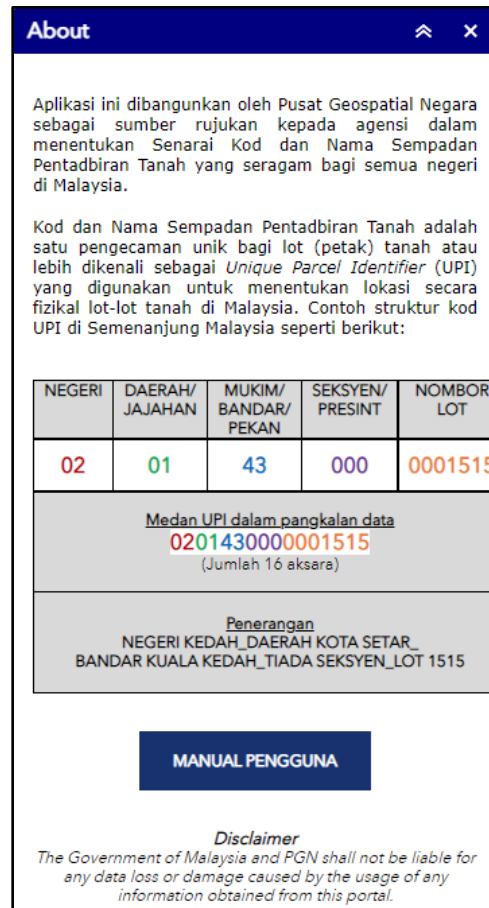 About
Aplikasi ini dibangunkan oleh Pusat Geospatial Negara
sebagai sumber rujukan kepada agensi dalam
menentukan Senarai Kod dan Nama Sempadan
Pentadbiran Tanah yang seragam bagi semua negeri
di Malaysia.
Kod dan Nama Sempadan Pentadbiran Tanah adalah
satu pengecaman unik bagi lot (petak) tanah atau
lebih dikenali sebagai Unique Parcel Identifier (UPI)
yang digunakan untuk menentukan lokasi secara
fizikal lot-lot tanah di Malaysia. Contoh struktur kod
UPI di Semenanjung Malaysia seperti berikut:
NEGERI DAERAH/ MUKIM/ SEKSYEN/ NOMBOR
JAJAHAN BANDAR/ PRESINT LOT
PEKAN
02 01 43 000 0001515
Medan UPI dalam pangkalan data
0201430000001515
(Jumlah 16 aksara)
Penerangan
NEGERI KEDAH_DAERAH KOTA SETAR_
BANDAR KUALA KEDAH_TIADA SEKSYEN_LOT 1515
MANUAL PENGGUNA
Disclaimer
The Government of Malaysia and PGN shall not be liable for
any data loss or damage caused by the usage of any
information obtained from this portal.